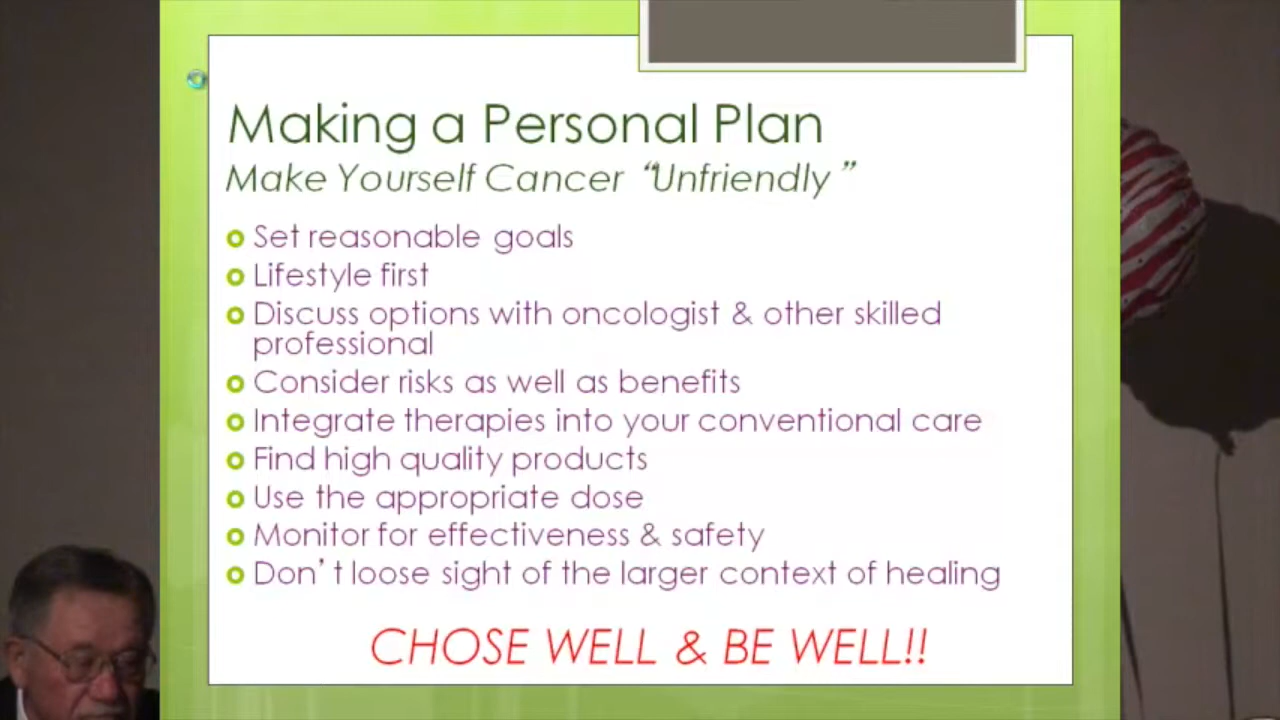 Making a Personal Plan
Make Yourself Cancer “Unfriendly”
Set reasonable goals
Lifestyle first
Discuss options with oncologist & other skilled
professional
Consider risks as well as benefits
Integrate therapies into your conventional care
Find high quality products
Use the appropriate dose
Monitor for effectiveness & safety
Don’t loose sight of the larger context of healing
CHOSE WELL & BE WELL!!